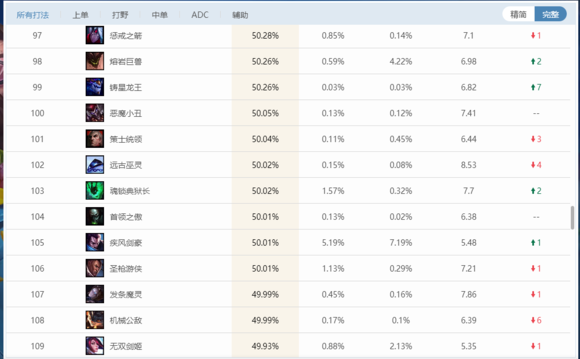 所有打法 上单 打野 中单 ADC 辅助 精简 完整
97 惩戒之箭 50.28% 0.85% 0.14% 7.1 1
98 熔岩巨兽 50.26% 0.59% 4.22% 6.98 2
99 铸星龙王 50.26% 0.03% 0.03% 6.82 7
100 恶魔小丑 50.05% 0.13% 0.12% 7.41 --
101 策士统领 50.04% 0.11% 0.45% 6.44 3
102 远古巫灵 50.02% 0.15% 0.08% 8.53 4
103 魂锁典狱长 50.02% 1.57% 0.32% 7.7 2
104 首领之傲 50.01% 0.13% 0.02% 6.38 --
105 疾风剑豪 50.01% 5.19% 7.19% 5.48 1
106 圣枪游侠 50.01% 1.13% 0.29% 7.21 1
107 发条魔灵 49.99% 0.45% 0.16% 7.86 1
108 机械公敌 49.99% 0.17% 0.1% 6.39 6
109 无双剑姬 49.93% 0.88% 2.13% 5.35 1